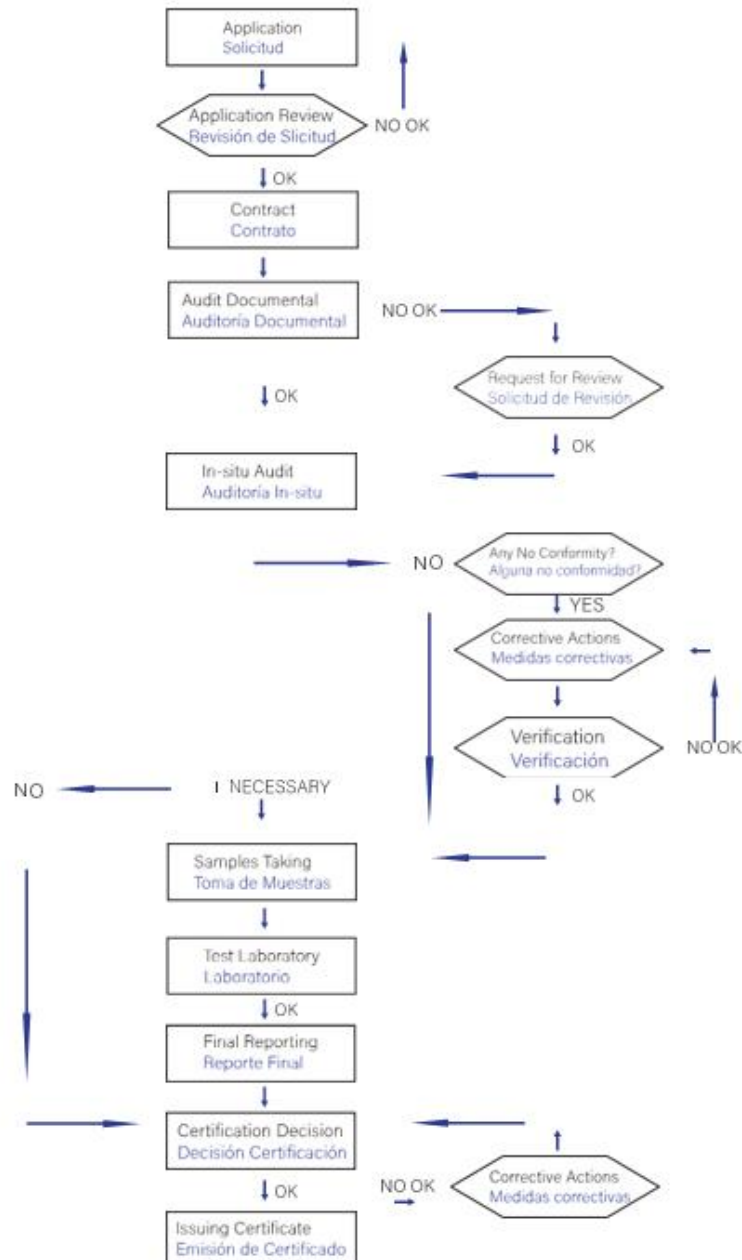 Application
Solicitud
Application Review
Revisión de Slicitud
NO OK
OK
Contract
Contrato
Audit Documental
Auditoría Documental
NO OK
Request for Review
Solicitud de Revisión
OK
OK
In-situ Audit
Auditoría In-situ
NO
Any No Conformity?
Alguna no conformidad?
YES
Corrective Actions
Medidas correctivas
Verification
Verificación
NO OK
OK
NO
I NECESSARY
Samples Taking
Toma de Muestras
Test Laboratory
Laboratorio
OK
Final Reporting
Reporte Final
Certification Decision
Decisión Certificación
OK
NO OK
Corrective Actions
Medidas correctivas
Issuing Certificate
Emisión de Certificado